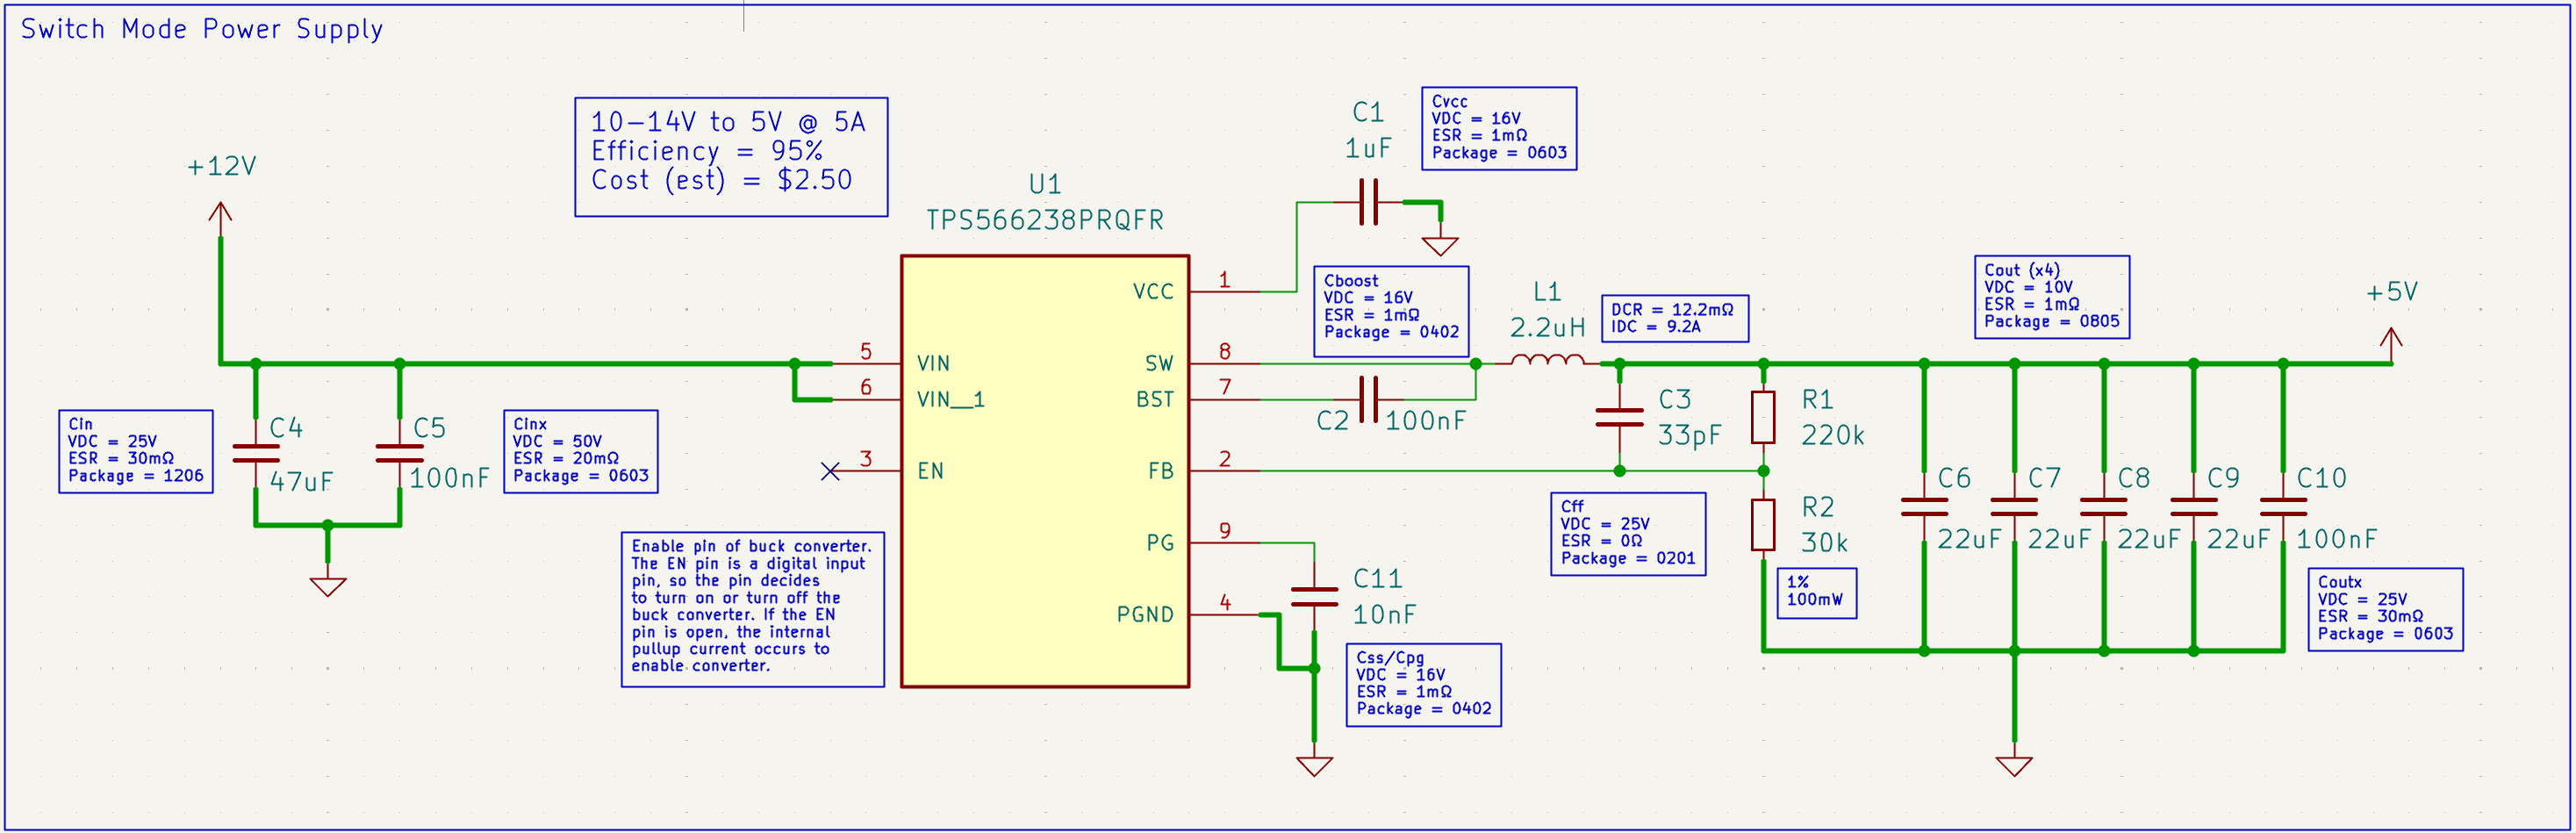 Switch Mode Power Supply
10-14V to 5V @ 5A
Efficiency = 95%
Cost (est) = $2.50
+12V
Cin
VDC = 25V
ESR = 30mΩ
Package = 1206
C4
47uF
C5
100nF
Cinx
VDC = 50V
ESR = 20mΩ
Package = 0603
Enable pin of buck converter.
The EN pin is a digital input
pin, so the pin decides
to turn on or turn off the
buck converter. If the EN
pin is open, the internal
pullup current occurs to
enable converter.
U1
TPS566238PRQFR
5
VIN
6
VIN__1
3
EN
VCC
1
SW
8
BST
7
FB
2
PG
9
PGND
4
C1
1uF
Cvcc
VDC = 16V
ESR = 1mΩ
Package = 0603
Cboost
VDC = 16V
ESR = 1mΩ
Package = 0402
C2
100nF
L1
2.2uH
DCR = 12.2mΩ
IDC = 9.2A
C3
33pF
R1
220k
R2
30k
1%
100mW
Cff
VDC = 25V
ESR = 0Ω
Package = 0201
C11
10nF
Css/Cpg
VDC = 16V
ESR = 1mΩ
Package = 0402
Cout (x4)
VDC = 10V
ESR = 1mΩ
Package = 0805
+5V
C6
22uF
C7
22uF
C8
22uF
C9
22uF
C10
100nF
Coutx
VDC = 25V
ESR = 30mΩ
Package = 0603